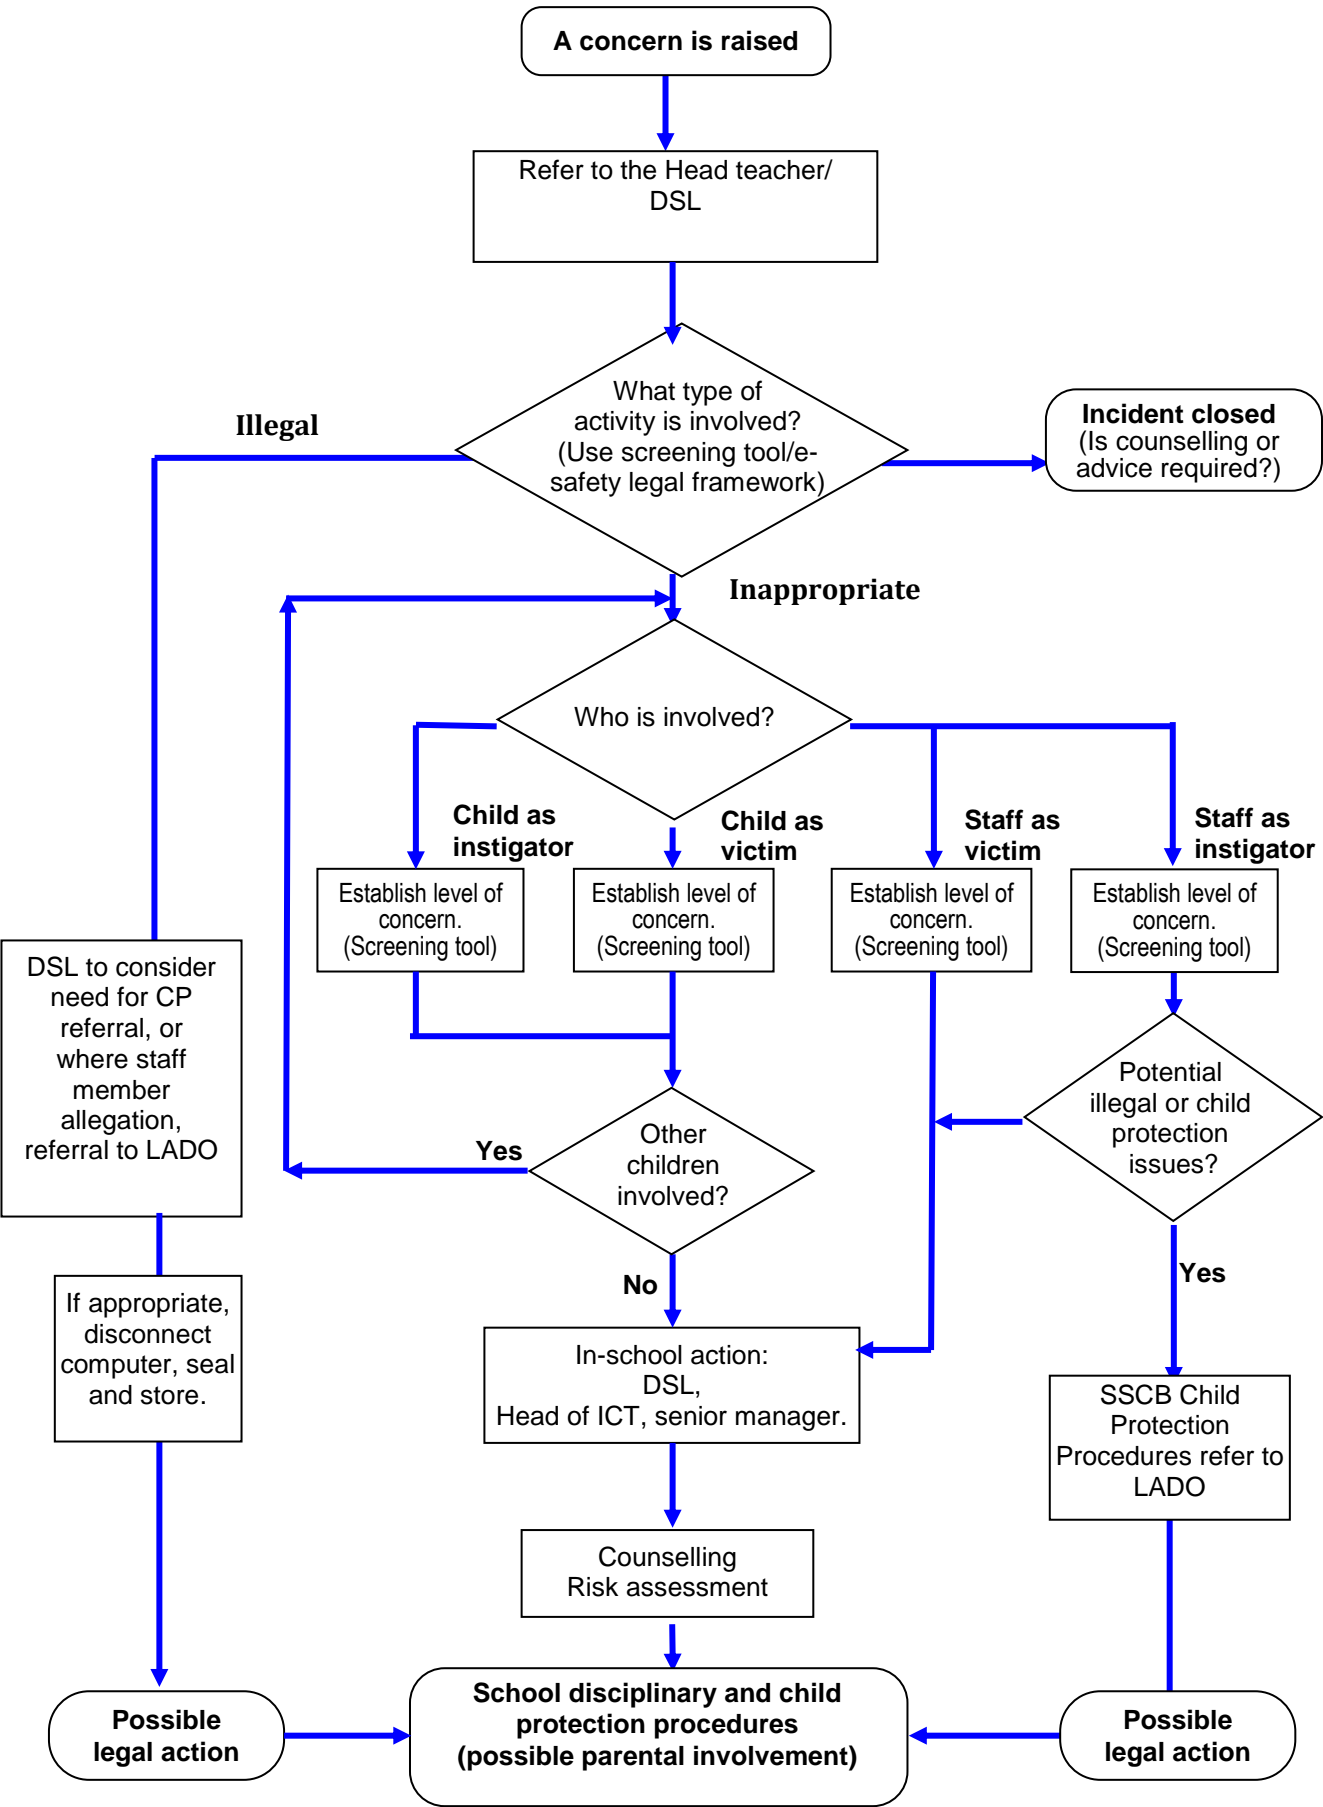 A concern is raised
Refer to the Head teacher/
DSL
What type of
activity is involved?
(Use screening tool/e-
safety legal framework)
Illegal
Incident closed
(Is counselling or
advice required?)
Inappropriate
Who is involved?
Child as
instigator
Child as
victim
Staff as
victim
Staff as
instigator
Establish level of
concern.
(Screening tool)
Establish level of
concern.
(Screening tool)
Establish level of
concern.
(Screening tool)
Establish level of
concern.
(Screening tool)
DSL to consider
need for CP
referral, or
where staff
member
allegation,
referral to LADO
Potential
illegal or child
protection
issues?
Other
children
involved?
Yes
No
Yes
If appropriate,
disconnect
computer, seal
and store.
In-school action:
DSL,
Head of ICT, senior manager.
SSCB Child
Protection
Procedures refer to
LADO
Counselling
Risk assessment
Possible
legal action
School disciplinary and child
protection procedures
(possible parental involvement)
Possible
legal action